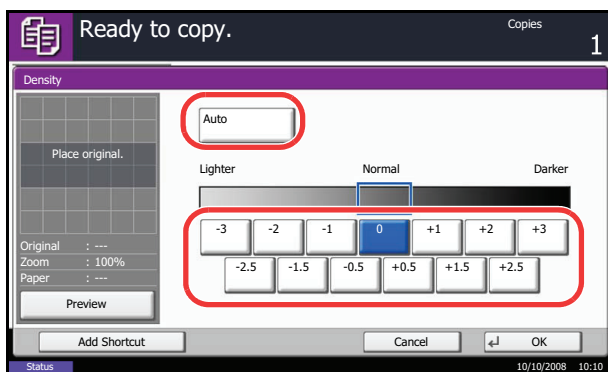 Ready to copy.
Copies
1
Density
Place original.
Auto
Lighter Normal Darker
-3 -2 -1 0 +1 +2 +3
-2.5 -1.5 -0.5 +0.5 +1.5 +2.5
Original : ---
Zoom : 100%
Paper : ---
Preview
Add Shortcut
Cancel
OK
Status
10/10/2008 10:10